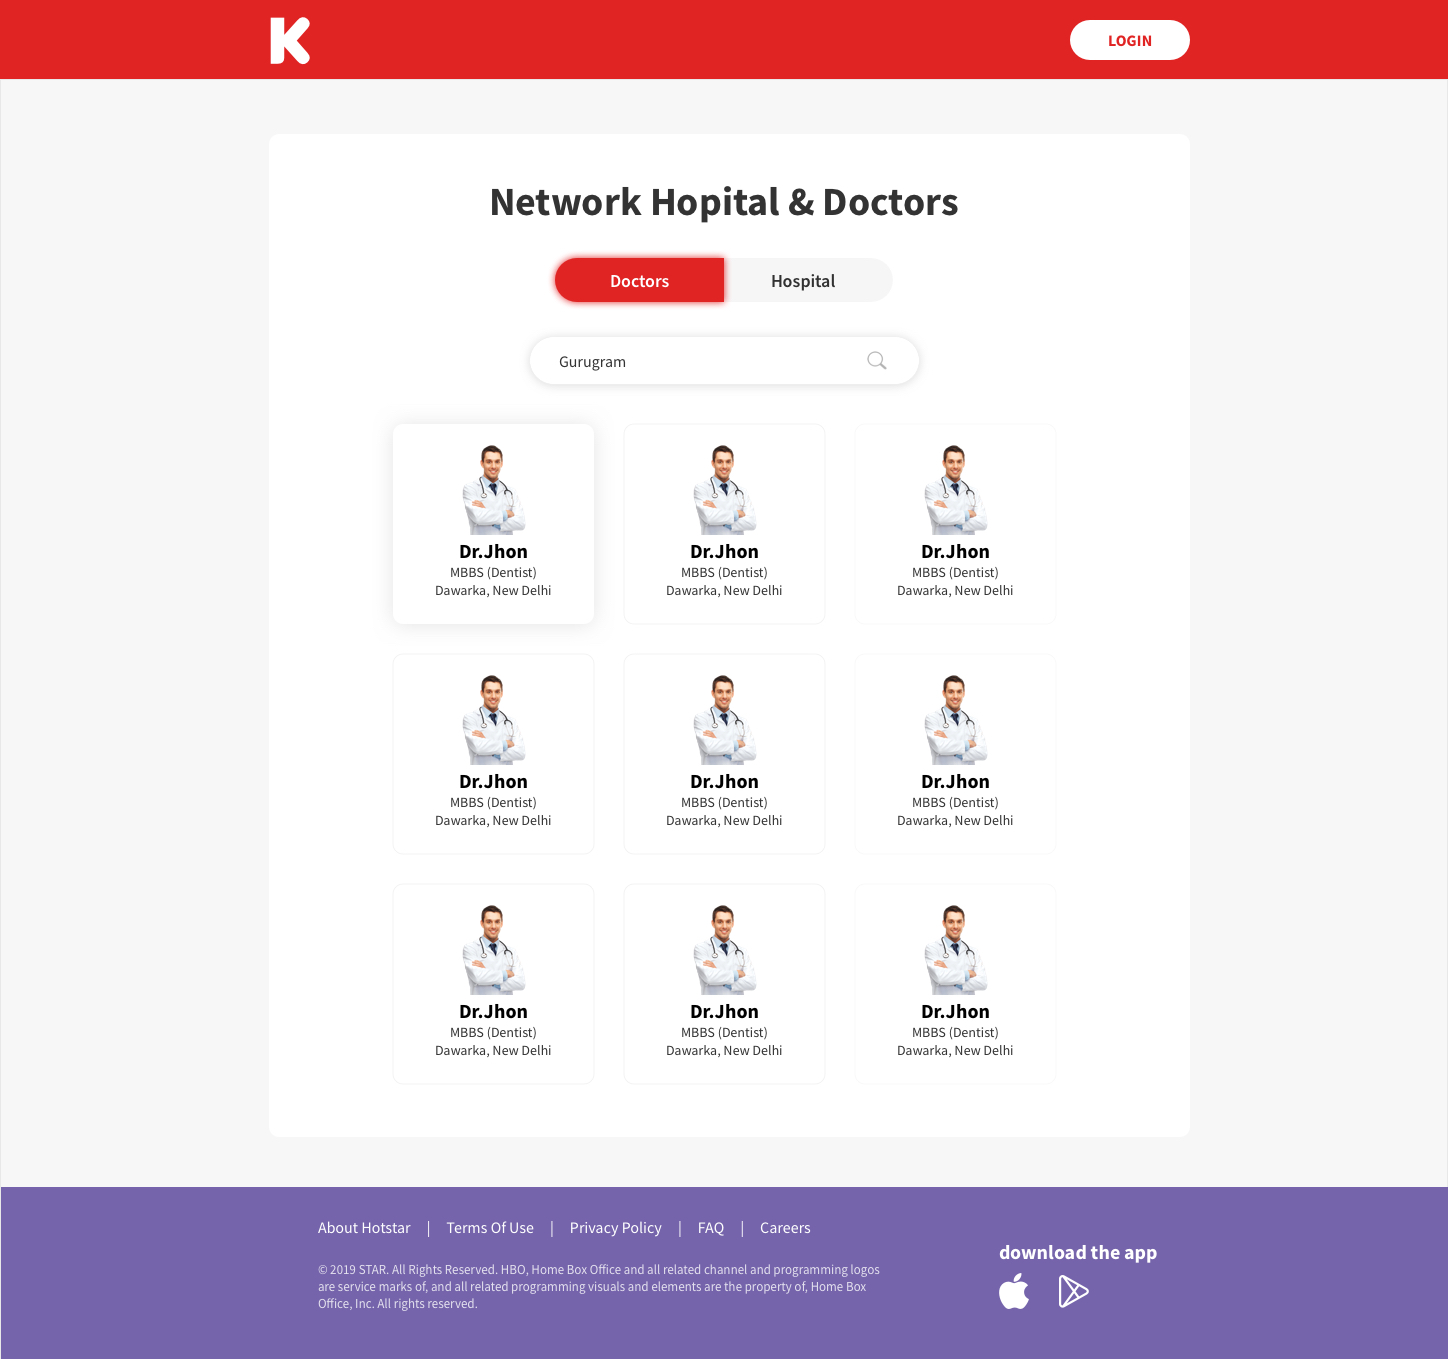 K
LOGIN
Network Hopital & Doctors
Doctors
Hospital
Gurugram
Dr.Jhon
MBBS (Dentist)
Dawarka, New Delhi
Dr.Jhon
MBBS (Dentist)
Dawarka, New Delhi
Dr.Jhon
MBBS (Dentist)
Dawarka, New Delhi
Dr.Jhon
MBBS (Dentist)
Dawarka, New Delhi
Dr.Jhon
MBBS (Dentist)
Dawarka, New Delhi
Dr.Jhon
MBBS (Dentist)
Dawarka, New Delhi
Dr.Jhon
MBBS (Dentist)
Dawarka, New Delhi
Dr.Jhon
MBBS (Dentist)
Dawarka, New Delhi
Dr.Jhon
MBBS (Dentist)
Dawarka, New Delhi
About Hotstar | Terms Of Use | Privacy Policy | FAQ | Careers
© 2019 STAR. All Rights Reserved. HBO, Home Box Office and all related channel and programming logos
are service marks of, and all related programming visuals and elements are the property of, Home Box
Office, Inc. All rights reserved.
download the app